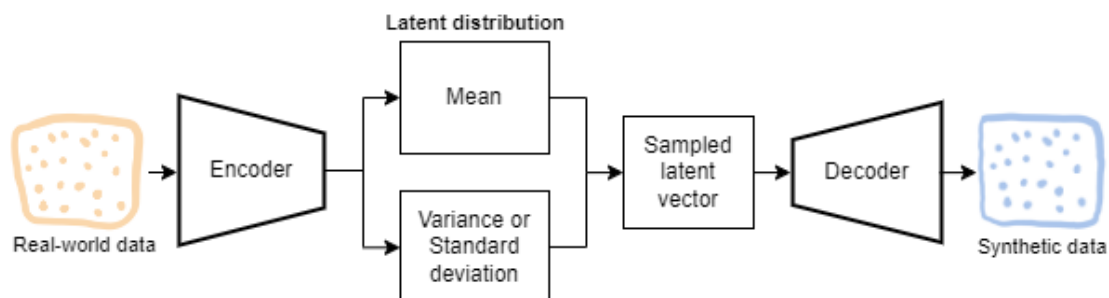 Latent distribution
Mean
Encoder
Sampled
latent
vector
Decoder
Variance or
Standard
deviation
Real-world data
Synthetic data